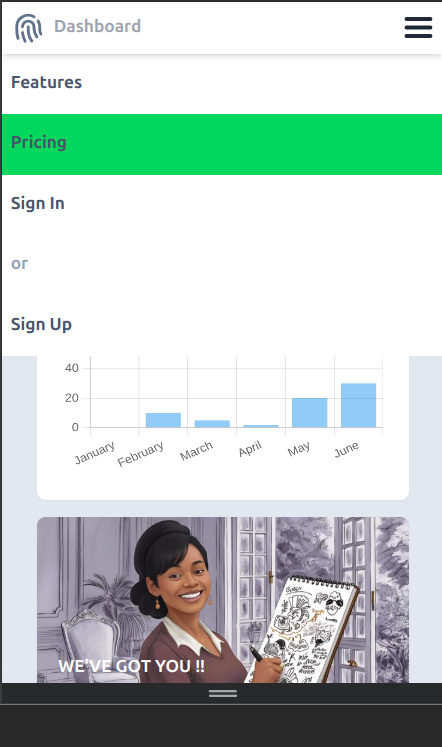 Dashboard
Features
Pricing
Sign In
or
Sign Up
40
20
0
January
February
March
April
May
June
WE'VE GOT YOU !!